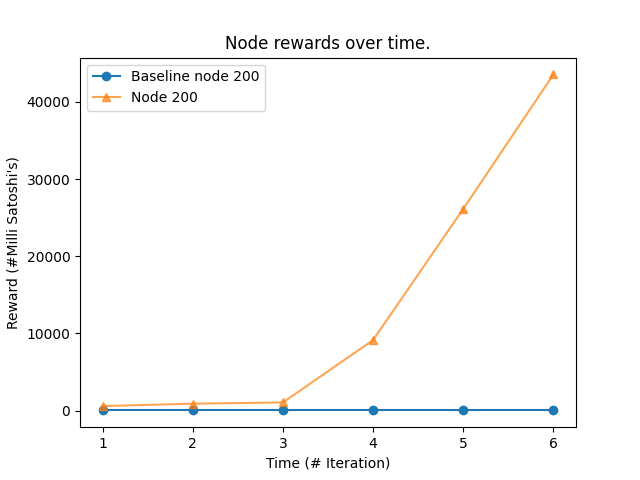 Node rewards over time.
Baseline node 200
Node 200
Reward (#Milli Satoshi's)
40000
30000
20000
10000
0
1 2 3 4 5 6
Time (# Iteration)